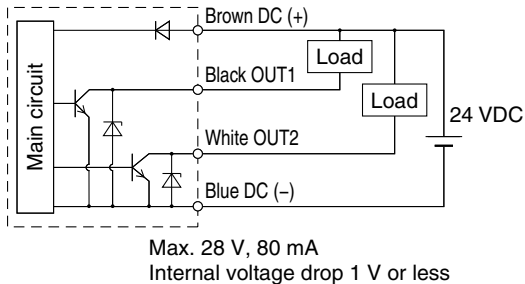 Brown DC (+)
Load
Black OUT1
Load
Main circuit
24 VDC
White OUT2
Blue DC (−)
Max. 28 V, 80 mA
Internal voltage drop 1 V or less